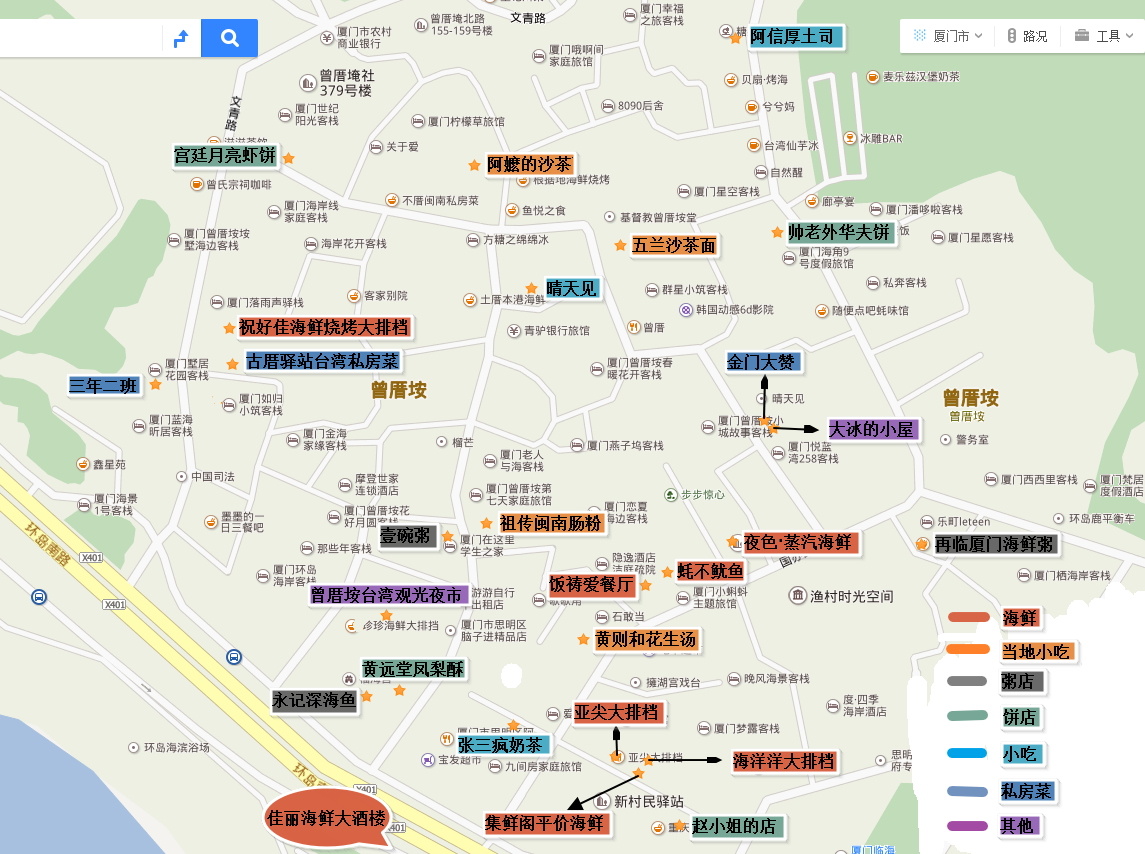 文青路
曾厝埯北路
155-159号楼
厦门幸福
之旅客栈
厦门市农村
商业银行
阿信厚土司
厦门市
路况
工具
厦门哦啊间
家庭旅馆
曾厝埯社
379号楼
贝扇·烤海
麦乐兹汉堡奶茶
文青路
厦门世纪
阳光客栈
厦门柠檬草旅馆
8090后舍
兮兮妈
冰雕BAR
关于爱
台湾仙芋冰
宫廷月亮虾饼
阿嬷的沙茶
自然醒
根据地海鲜烧烤
曾氏宗祠咖啡
厦门星空客栈
不厝闽南私房菜
廊亭宴
厦门海岸线
家庭客栈
鱼悦之食
基督教曾厝垵堂
厦门潘哆啦客栈
帅老外华夫饼
饭
厦门星愿客栈
厦门曾厝垵垵
墅海边客栈
海岸花开客栈
方糖之绵绵冰
五兰沙茶面
厦门海角9
号度假旅馆
晴天见
群星小筑客栈
私奔客栈
厦门落雨声驿栈
客家别院
土厝本港海鲜
韩国动感6d影院
随便点吧蚝味馆
祝好佳海鲜烧烤大排档
青驴银行旅馆
曾厝
古厝驿站台湾私房菜
厦门墅居
花园客栈
三年二班
厦门曾厝垵春
暖花开客栈
金门大赞
曾厝垵
厦门如归
小筑客栈
晴天见
曾厝垵
曾厝垵
厦门蓝海
昕居客栈
厦门曾厝垵小
城故事客栈
大冰的小屋
厦门金海
家缘客栈
榴芒
厦门燕子坞客栈
厦门悦蓝
湾258客栈
警务室
鑫星苑
中国司法
厦门老人
与海客栈
摩登世家
连锁酒店
厦门西西里客栈
厦门梵居
度假酒店
厦门海景
1号客栈
厦门曾厝垵第
七天家庭旅馆
步步惊心
墨墨的一
日三餐吧
厦门曾厝垵花
好月圆客栈
祖传闽南肠粉
厦门恋夏
海边客栈
乐町leteen
环岛鹿平衡车
环岛南路
X401
壹碗粥
厦门在这里
学生之家
夜色·蒸汽海鲜
再临厦门海鲜粥
那些年客栈
隐逸酒店
洁庭疏院
蚝不鱿鱼
厦门环岛
海岸客栈
饭祷爱餐厅
厦门栖海岸客栈
曾厝垵台湾观光夜市
游游自行
出租店
厦门小蝌蚪
主题旅馆
渔村时光空间
X401
珍珍海鲜大排挡
厦门市思明区
脑子进精品店
石敢当
海鲜
黄则和花生汤
当地小吃
黄远堂凤梨酥
粥店
永记深海鱼
擁湖宫戏台
晚风海景客栈
度·四季
海岸酒店
饼店
亚尖大排档
厦门梦露客栈
小吃
环岛海滨浴场
张三疯奶茶
宝发超市
九间房家庭旅馆
亚尖大排档
海洋洋大排档
思明
府专
私房菜
新村民驿站
佳丽海鲜大酒楼
集鲜阁平价海鲜
赵小姐的店
其他